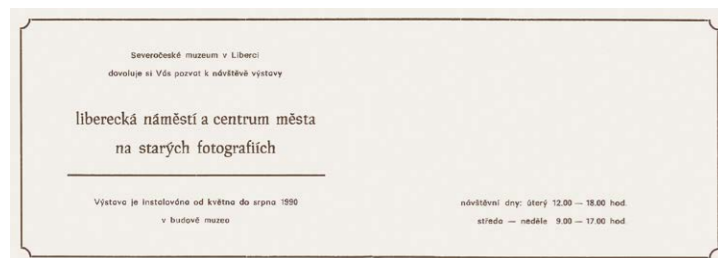 Severočeské muzeum v Liberci
dovoluje si Vás pozvat k návštěvě výstavy
liberecká náměstí a centrum města
na starých fotografiích
Výstava je instalována od května do srpna 1990
v budově muzea
návštěvní dny: úterý 12.00 — 18.00 hod.
středa — neděle 9.00 — 17.00 hod.